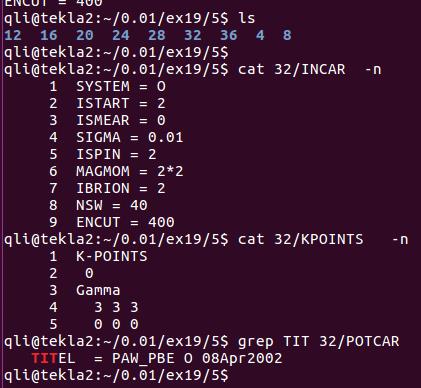 ENCUT = 400
qli@tekla2:~/0.01/ex19/5$ ls
12  16  20  24  28  32  36  4  8
qli@tekla2:~/0.01/ex19/5$
qli@tekla2:~/0.01/ex19/5$ cat 32/INCAR  -n
     1  SYSTEM = O
     2  ISTART = 2
     3  ISMEAR = 0
     4  SIGMA = 0.01
     5  ISPIN = 2
     6  MAGMOM = 2*2
     7  IBRION = 2
     8  NSW = 40
     9  ENCUT = 400
qli@tekla2:~/0.01/ex19/5$ cat 32/KPOINTS   -n
     1  K-POINTS
     2   0
     3  Gamma
     4    3 3 3
     5    0 0 0
qli@tekla2:~/0.01/ex19/5$ grep TIT 32/POTCAR
   TITEL  = PAW_PBE O 08Apr2002
qli@tekla2:~/0.01/ex19/5$